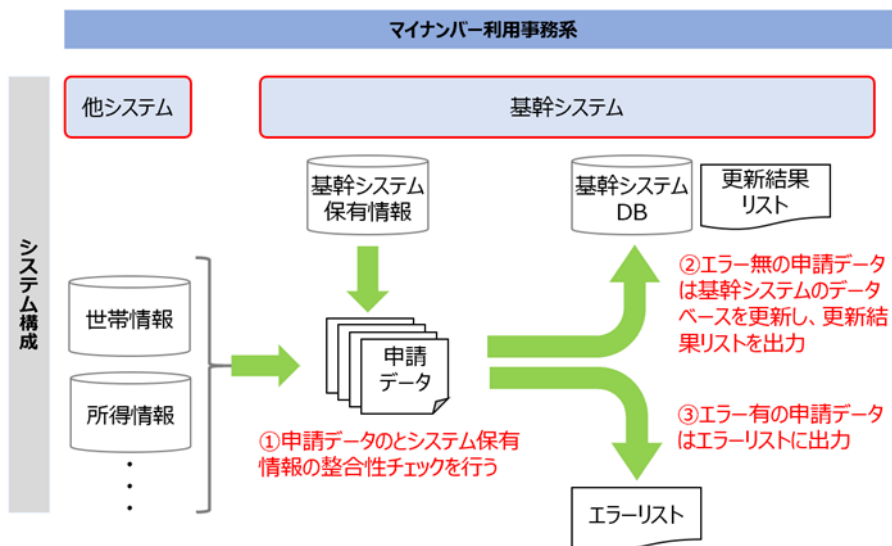 マイナンバー利用事務系
他システム
基幹システム
システム構成
基幹システム
保有情報
基幹システム
DB
更新結果
リスト
世帯情報
所得情報
・
・
・
申請
データ
①申請データのとシステム保有
情報の整合性チェックを行う
②エラー無の申請データ
は基幹システムのデータ
ベースを更新し、更新結
果リストを出力
③エラー有の申請データ
はエラーリストに出力
エラーリスト